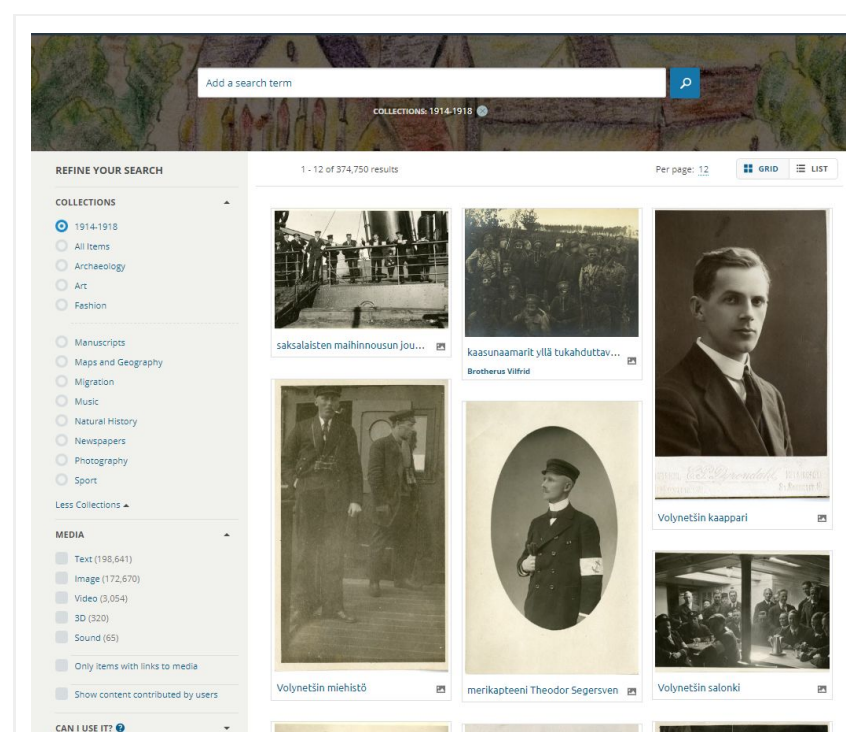 Add a search term
COLLECTIONS: 1914-1918
REFINE YOUR SEARCH
1 - 12 of 374,750 results
Per page: 12
GRID
LIST
COLLECTIONS
1914-1918
All Items
Archaeology
Art
Fashion
Manuscripts
Maps and Geography
Migration
Music
Natural History
Newspapers
Photography
Sport
Less Collections
MEDIA
Text (198,641)
Image (172,670)
Video (3,054)
3D (320)
Sound (65)
Only items with links to media
Show content contributed by users
CAN I USE IT?
saksalaisten maihinnousun jou...
kaasunaamarit yllä tukahduttav...
Brotherus Vilfrid
Volynetšin kaappari
Volynetšin miehistö
merikapteeni Theodor Segersven
Volynetšin salonki